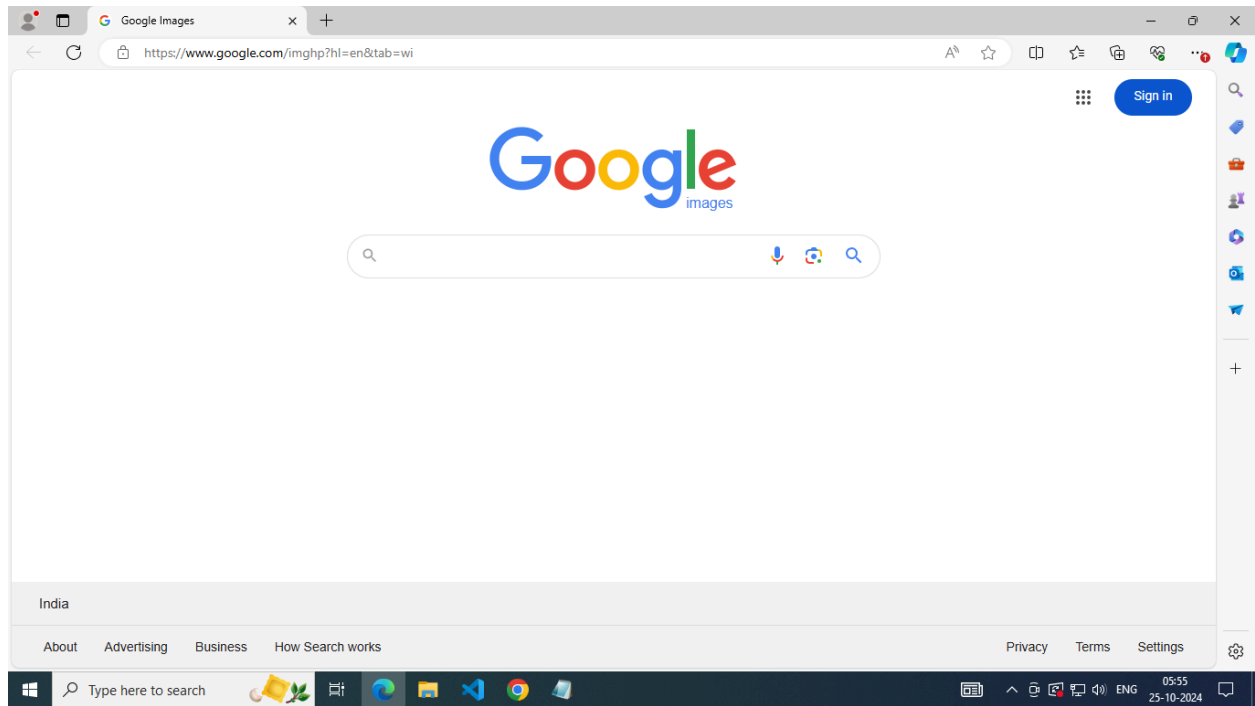 Google Images
https://www.google.com/imghp?hl=en&tab=wi
Sign in
Google
images
India
About Advertising Business How Search works Privacy Terms Settings
Type here to search
ENG
05:55
25-10-2024